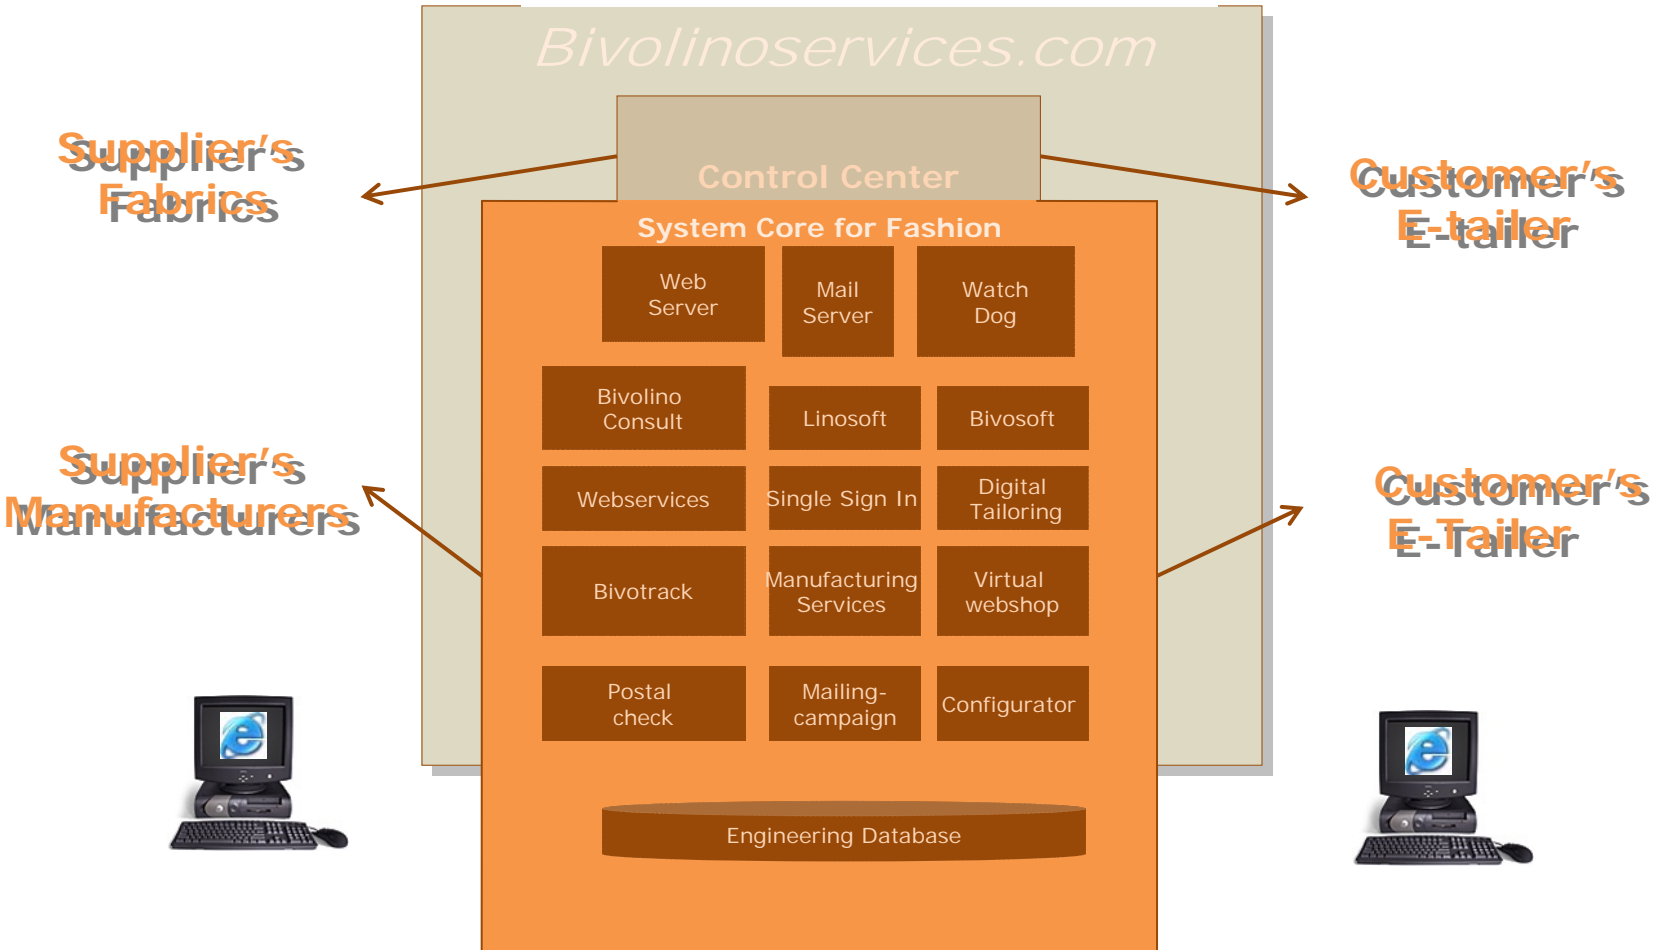 Bivolinoservices.com
Supplier's
Fabrics
Control Center
Customer's
E-tailer
System Core for Fashion
Web
Server
Mail
Server
Watch
Dog
Bivolino
Consult
Linosoft
Bivosoft
Supplier's
Manufacturers
Webservices
Single Sign In
Digital
Tailoring
Customer's
E-Tailer
Bivotrack
Manufacturing
Services
Virtual
webshop
Postal
check
Mailing-
campaign
Configurator
Engineering Database